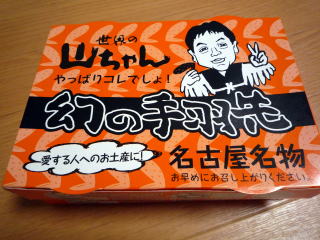 世界の
山ちゃん
やっぱりコレでしょ!
幻の手羽先
愛する人へのお土産に!
名古屋名物
お早めにお召し上がりください。